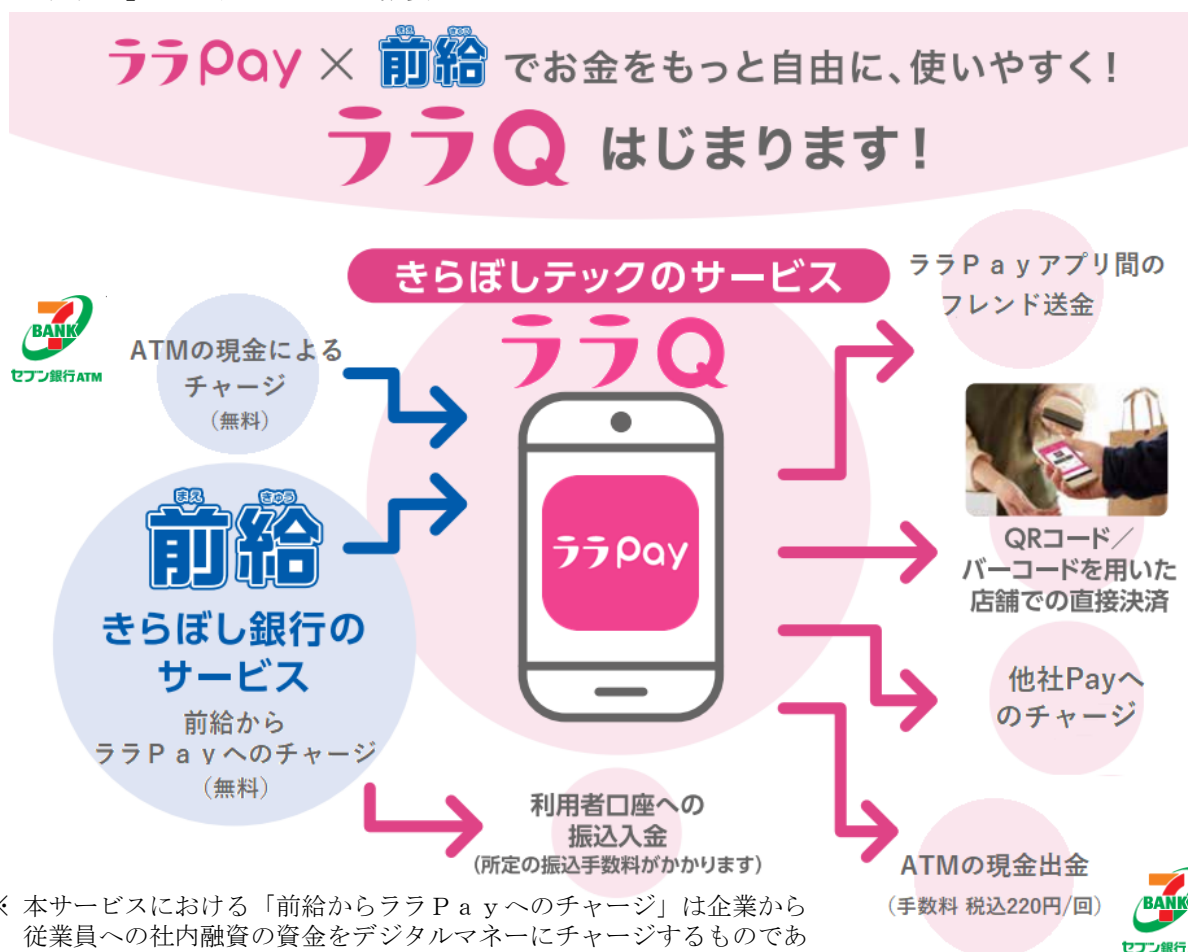 ララPay × 前給 でお金をもっと自由に、使いやすく!
ララQ はじまります!
きらぼしテックのサービス
ララQ
ララPay
7
BANK
セブン銀行ATM
ATMの現金による
チャージ
(無料)
まえ きゅう
前給
きらぼし銀行の
サービス
前給から
ララPayへのチャージ
(無料)
利用者口座への
振込入金
(所定の振込手数料がかかります)
ララPayアプリ間の
フレンド送金
QRコード/
バーコードを用いた
店舗での直接決済
他社Payへ
のチャージ
ATMの現金出金
(手数料 税込220円/回)
7
BANK
セブン銀行
※ 本サービスにおける「前給からララPayへのチャージ」は企業から
従業員への社内融資の資金をデジタルマネーにチャージするものであ